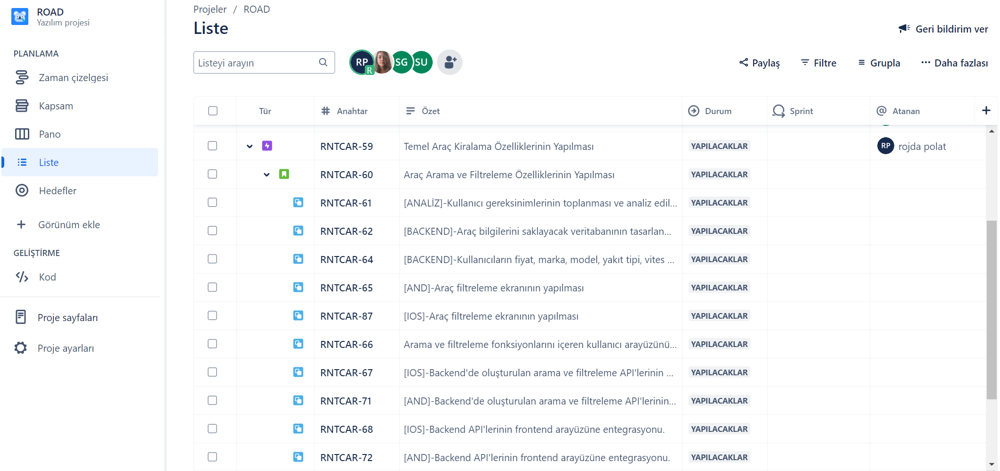 ROAD
Yazılım projesi
PLANLAMA
Zaman çizelgesi
Kapsam
Pano
Liste
Hedefler
Görünüm ekle
GELİŞTİRME
Kod
Proje sayfaları
Proje ayarları
Projeler / ROAD
Liste
Geri bildirim ver
Listeyi arayın
RP R SG SU
Paylaş Filtre Grupla Daha fazlası
Tür Anahtar Özet Durum Sprint Atanan
RNTCAR-59 Temel Araç Kiralama Özelliklerinin Yapılması YAPILACAKLAR RP rojda polat
RNTCAR-60 Araç Arama ve Filtreleme Özelliklerinin Yapılması YAPILACAKLAR
RNTCAR-61 [ANALİZ]-Kullanıcı gereksinimlerinin toplanması ve analiz edil... YAPILACAKLAR
RNTCAR-62 [BACKEND]-Araç bilgilerini saklayacak veritabanının tasarlan... YAPILACAKLAR
RNTCAR-64 [BACKEND]-Kullanıcıların fiyat, marka, model, yakıt tipi, vites ... YAPILACAKLAR
RNTCAR-65 [AND]-Araç filtreleme ekranının yapılması YAPILACAKLAR
RNTCAR-87 [IOS]-Araç filtreleme ekranının yapılması YAPILACAKLAR
RNTCAR-66 Arama ve filtreleme fonksiyonlarını içeren kullanıcı arayüzünü... YAPILACAKLAR
RNTCAR-67 [IOS]-Backend'de oluşturulan arama ve filtreleme API'lerinin ... YAPILACAKLAR
RNTCAR-71 [AND]-Backend'de oluşturulan arama ve filtreleme API'lerinin... YAPILACAKLAR
RNTCAR-68 [IOS]-Backend API'lerinin frontend arayüzüne entegrasyonu. YAPILACAKLAR
RNTCAR-72 [AND]-Backend API'lerinin frontend arayüzüne entegrasyonu. YAPILACAKLAR